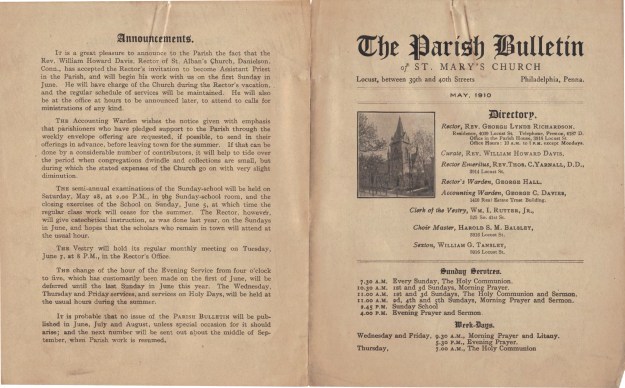 Announcements.
It is a great pleasure to announce to the Parish the fact that the
Rev. William Howard Davis, Rector of St. Alban's Church, Danielson,
Conn., has accepted the Rector's invitation to become Assistant Priest
in the Parish, and will begin his work with us on the first Sunday in
June. He will have charge of the Church during the Rector's vacation,
and the regular schedule of services will be maintained. He will also
be at the office at hours to be announced later, to attend to calls for
ministrations of any kind.
The Accounting Warden wishes the notice given with emphasis
that parishioners who have pledged support to the Parish through the
weekly envelope offering are requested, if possible, to send in their
offerings in advance, before leaving town for the summer. If that can be
done by a considerable number of contributors, it will help to tide over
the period when congregations dwindle and collections are small, but
during which the stated expenses of the Church go on with very slight
diminution.
The semi-annual examinations of the Sunday-school will be held on
Saturday, May 28, at 2.00 P.M., in the Sunday-school room, and the
closing exercises of the School on Sunday, June 5, at which time the
regular class work will cease for the summer. The Rector, however,
will give catechetical instruction, as was done last year, on the Sundays
in June, and hopes that the scholars who remain in town will attend at
the usual hour.
The Vestry will hold its regular monthly meeting on Tuesday,
June 7, at 8 P.M., in the Rector's Office.
The change of the hour of the Evening Service from four o'clock
to five, which has customarily been made on the first of June, will be
deferred until the last Sunday in June this year. The Wednesday,
Thursday and Friday services, and services on Holy Days, will be held at
the usual hours during the summer.
It is probable that no issue of the Parish Bulletin will be pub-
lished in June, July and August, unless special occasion for it should
arise; and the next number will be sent out about the middle of Sep-
tember, when Parish work is resumed.
The Parish Bulletin
of ST. MARY'S CHURCH
Locust, between 39th and 40th Streets Philadelphia, Penna.
MAY, 1910
Directory.
Rector, REV. GEORGE LYNDE RICHARDSON,
Office in the Parish House, 3916 Locust St.
Office Hours: 10 A.M. to 1 P.M. except Mondays.
Curate, REV. WILLIAM HOWARD DAVIS,
Rector Emeritus, REV. THOS. C. YARNALL, D.D.,
Locust St.
Rector's Warden, GEORGE HALL,
Accounting Warden, GEORGE C. DAVIES,
Real Estate Trust Building.
Clerk of the Vestry, WM. I. RUTTER, JR.,
Choir Master, HAROLD S. M. BALSLEY,
Locust St.
Sexton, WILLIAM G. TANSLEY,
Locust St.
Sunday Services.
7.30 A.M. Every Sunday, The Holy Communion.
10.30 A.M. 1st and 3d Sundays, Morning Prayer.
11.00 A.M. 1st and 3d Sundays, The Holy Communion and Sermon.
11.00 A.M. 2d, 4th and 5th Sundays, Morning Prayer and Sermon.
2.45 P.M. Sunday School
4.00 P.M. Evening Prayer and Sermon.
Week-Days.
Wednesday and Friday, 9.30 A.M., Morning Prayer and Litany.
5.30 P.M., Evening Prayer.
Thursday, 7.00 A.M., The Holy Communion